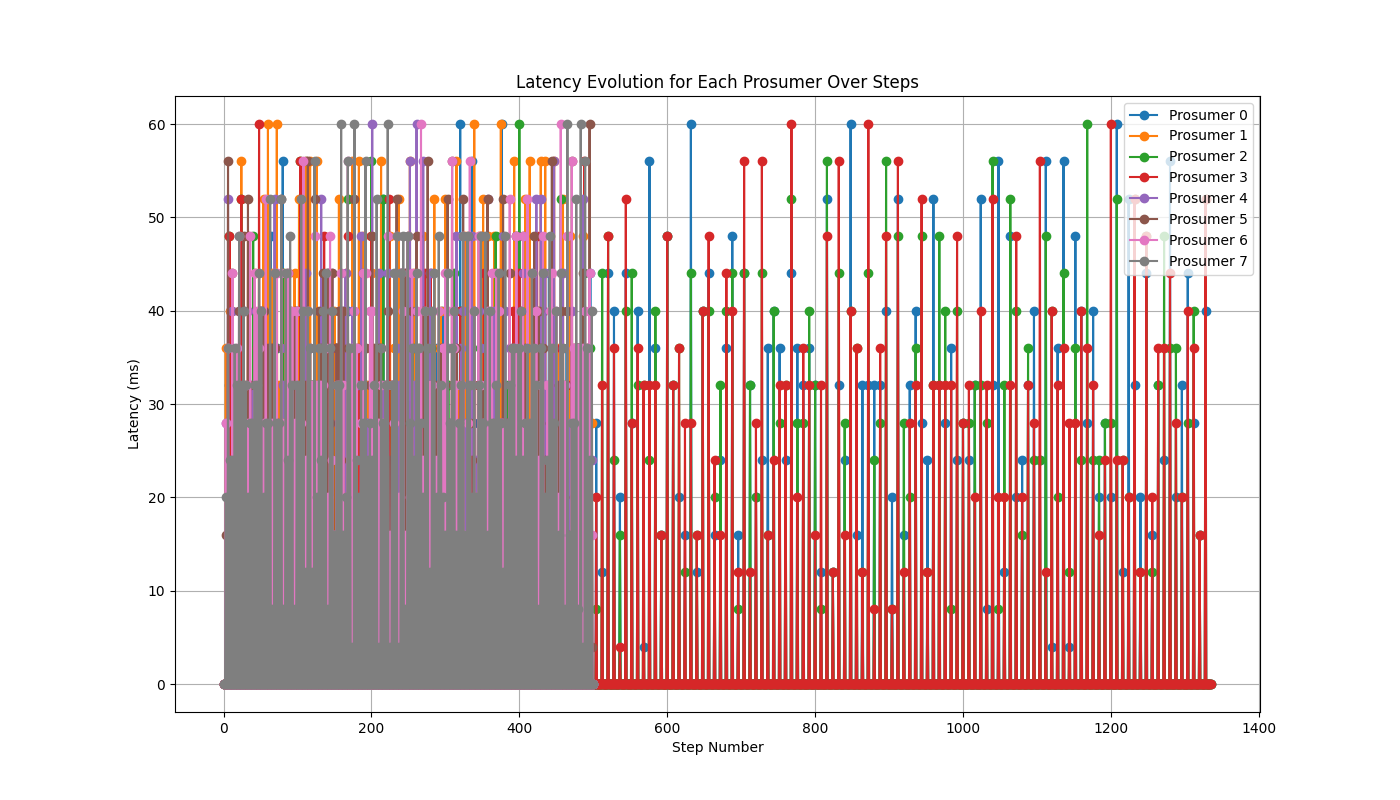 Latency Evolution for Each Prosumer Over Steps
60
50
40
30
20
10
0
Latency (ms)
0
200
400
600
800
1000
1200
1400
Step Number
Prosumer 0
Prosumer 1
Prosumer 2
Prosumer 3
Prosumer 4
Prosumer 5
Prosumer 6
Prosumer 7